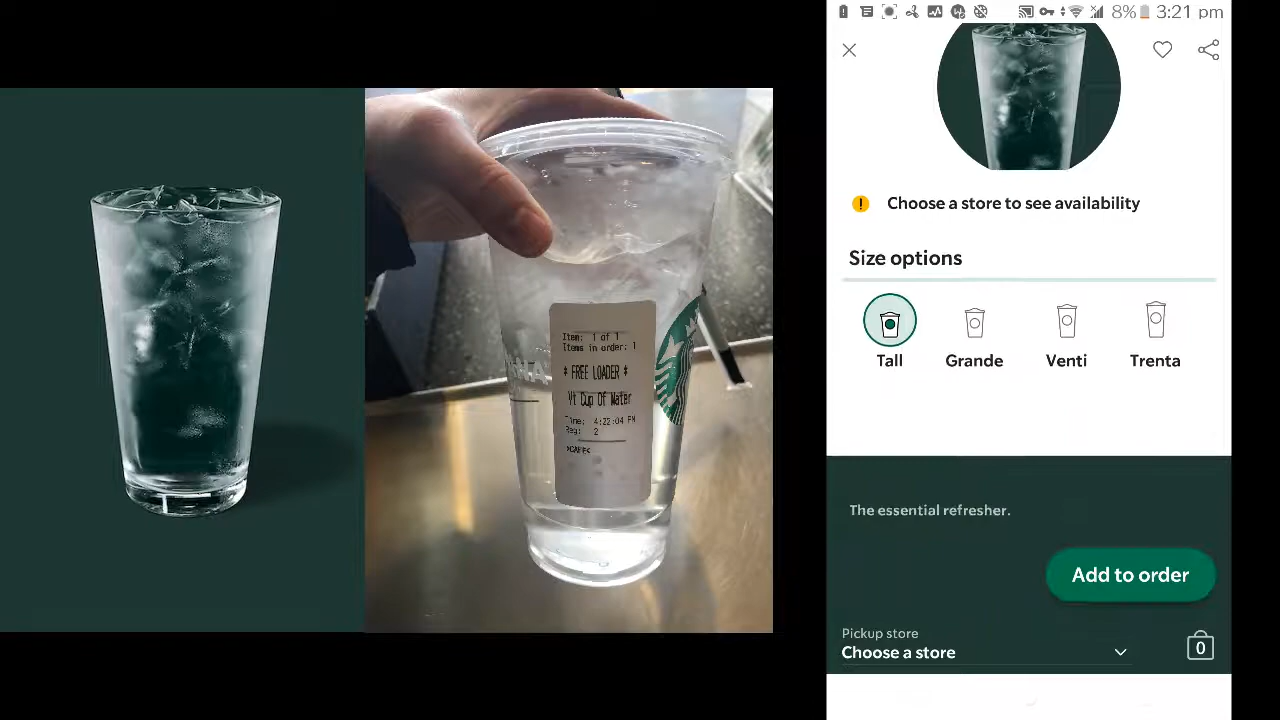 Item: 1 of 1
Items in order: 1
* FREE LOADER *
Vt Cup Of Water
Time: 4:22:04 PM
Reg: 2
>CAFE<
8% 3:21 pm
Choose a store to see availability
Size options
Tall Grande Venti Trenta
The essential refresher.
Add to order
Pickup store
Choose a store
0